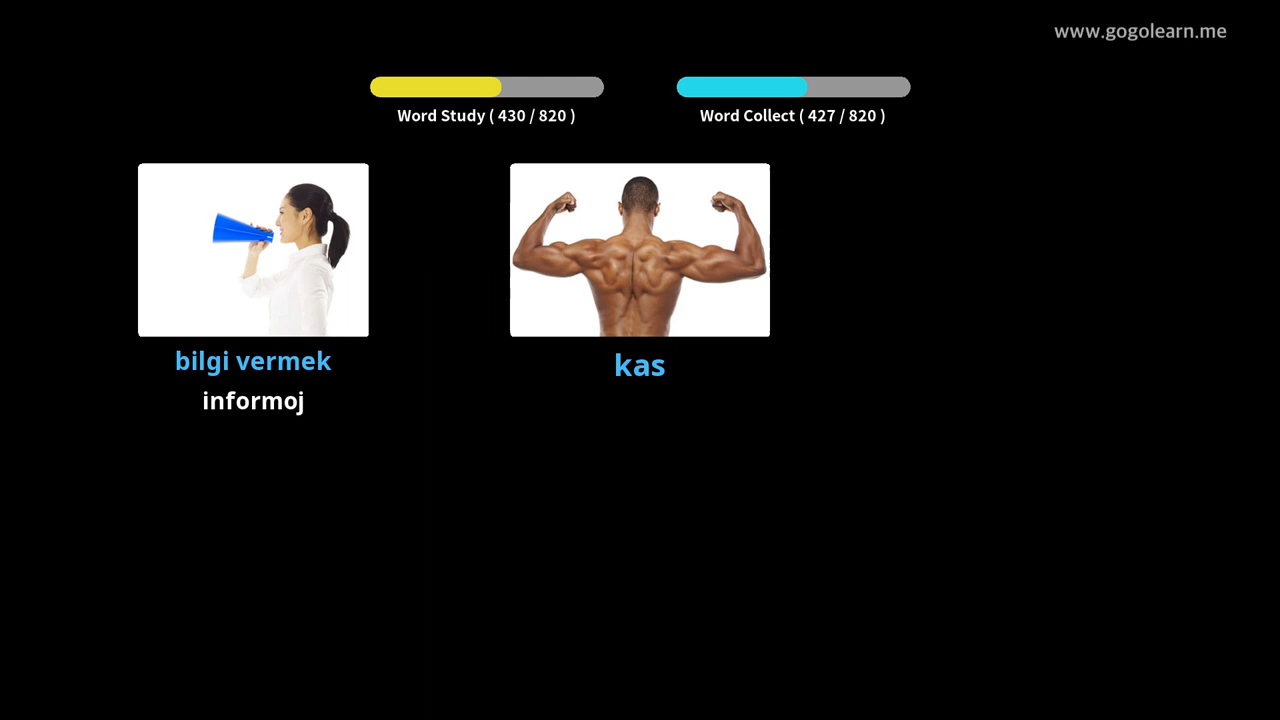 www.gogolearn.me
Word Study ( 430 / 820 )
Word Collect ( 427 / 820 )
bilgi vermek
informoj
kas